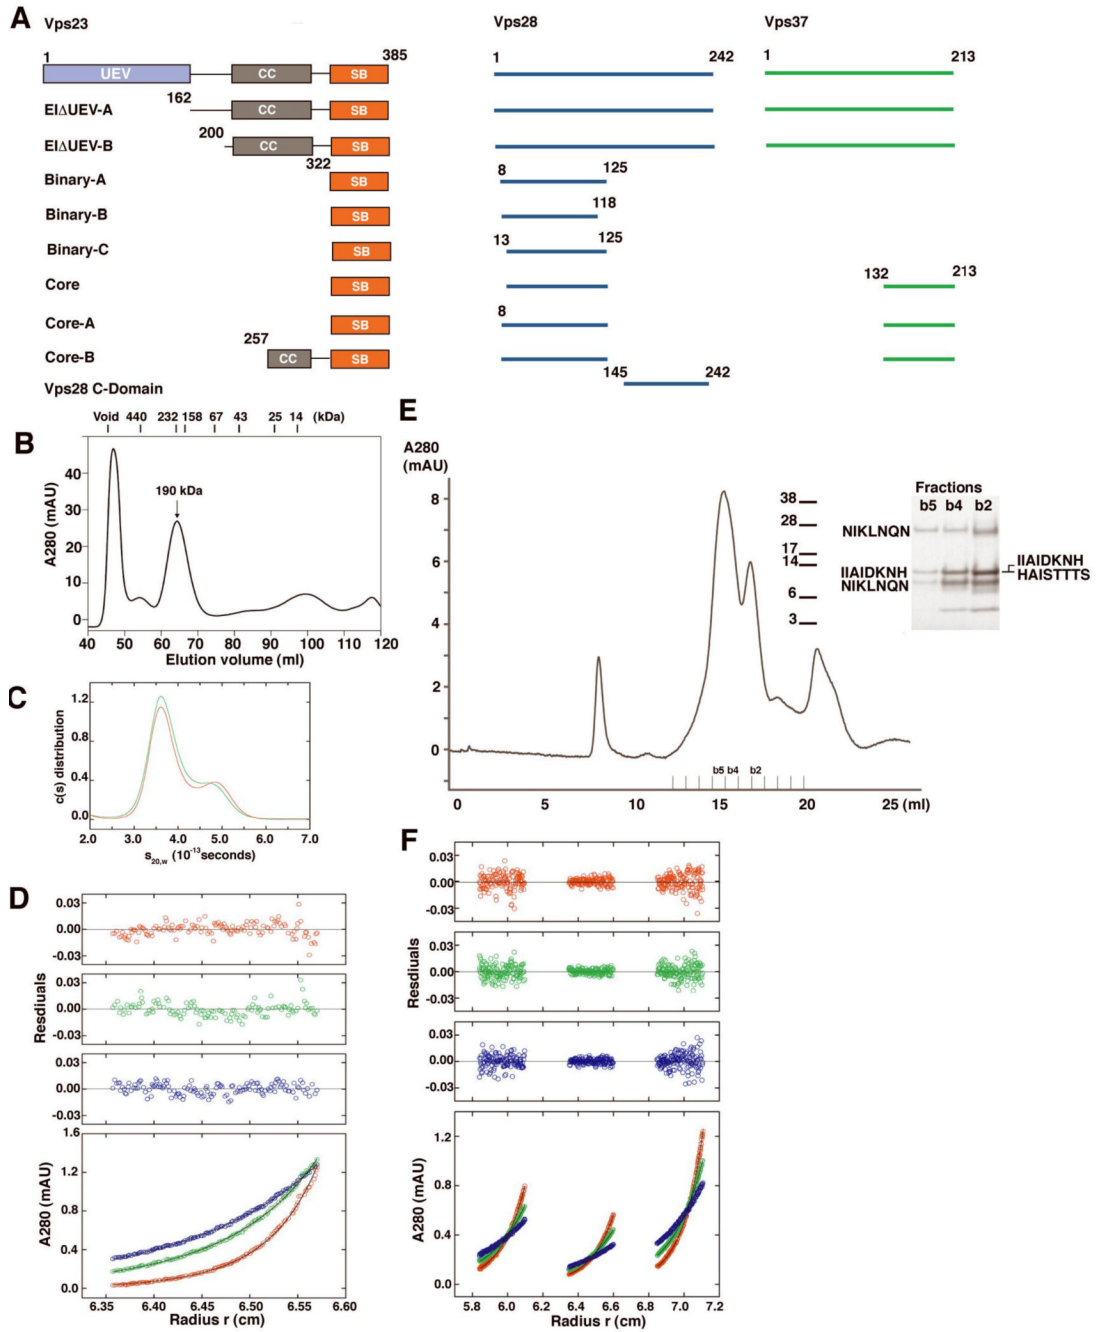 A
Vps23
Vps28
Vps37
1
385
1
242
1
213
UEV
CC
SB
162
EIΔUEV-A
CC
SB
200
EIΔUEV-B
CC
SB
322
8
125
Binary-A
SB
118
Binary-B
SB
13
125
Binary-C
SB
132
213
Core
SB
8
Core-A
SB
257
Core-B
CC
SB
145
242
Vps28 C-Domain
B
Void 440 232 158 67 43 25 14 (kDa)
190 kDa
A280 (mAU)
40
30
20
10
0
40 50 60 70 80 90 100 110 120
Elution volume (ml)
C
c(s) distribution
1.2
0.8
0.4
0.0
2.0 3.0 4.0 5.0 6.0 7.0
s20,w (10-13seconds)
D
0.03
0.00
-0.03
0.03
0.00
-0.03
0.03
0.00
-0.03
Resdiuals
1.6
1.2
0.8
0.4
0.0
A280 (mAU)
6.35 6.40 6.45 6.50 6.55 6.60
Radius r (cm)
E
A280
(mAU)
8
6
4
2
0
b5 b4 b2
0 5 10 15 20 25 (ml)
38
28
17
14
6
3
Fractions
b5 b4 b2
NIKLNQN
IIAIDKNH
NIKLNQN
IIAIDKNH
HAISTTTS
F
0.03
0.00
-0.03
0.03
0.00
-0.03
0.03
0.00
-0.03
Resdiuals
1.2
0.8
0.4
0.0
A280 (mAU)
5.8 6.0 6.2 6.4 6.6 6.8 7.0 7.2
Radius r (cm)